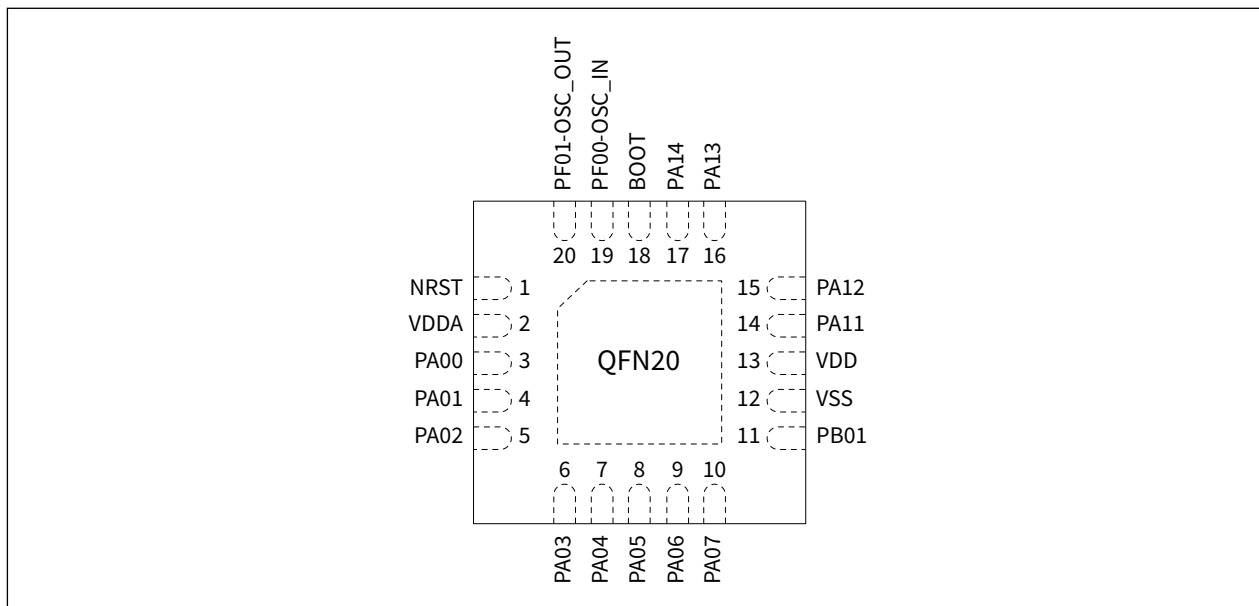 PF01-OSC_OUT
PF00-OSC_IN
BOOT
PA14
PA13
20 19 18 17 16
NRST 1
15 PA12
VDDA 2
14 PA11
PA00 3
QFN20
13 VDD
PA01 4
12 VSS
PA02 5
11 PB01
6 7 8 9 10
PA03
PA04
PA05
PA06
PA07